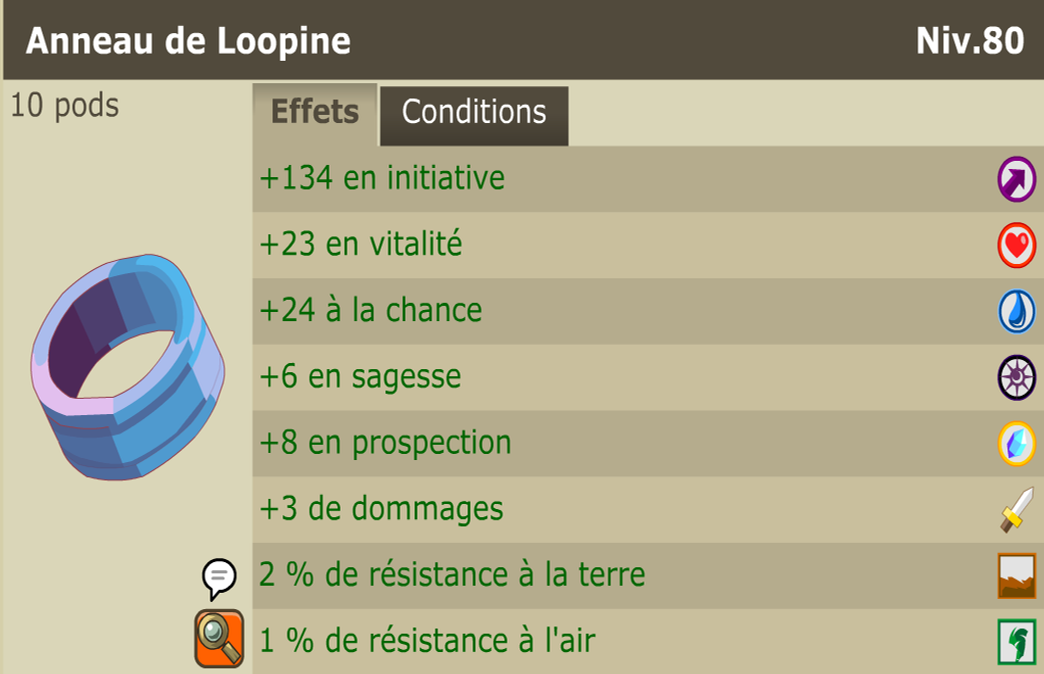 Anneau de Loopine
Niv.80
10 pods
Effets
Conditions
+134 en initiative
+23 en vitalité
+24 à la chance
+6 en sagesse
+8 en prospection
+3 de dommages
2 % de résistance à la terre
1 % de résistance à l'air